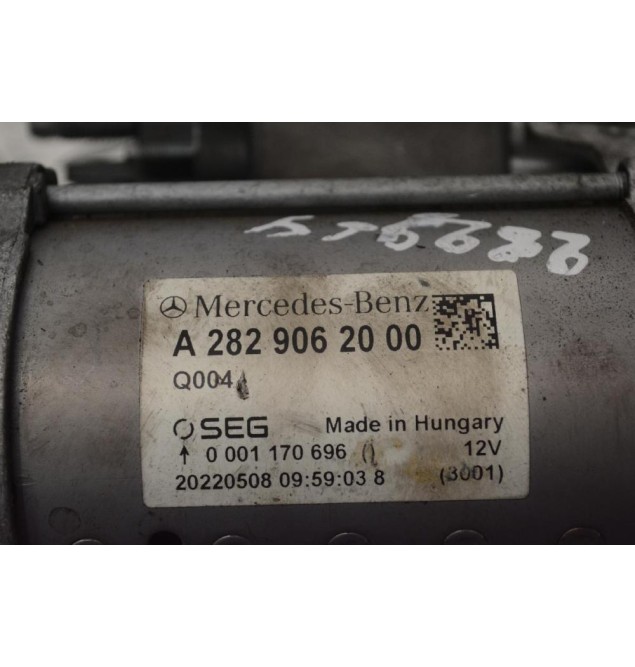 Mercedes-Benz
A 282 906 20 00
Q004
SEG Made in Hungary
↑ 0 001 170 696 () 12V
20220508 09:59:03 8 (3001)